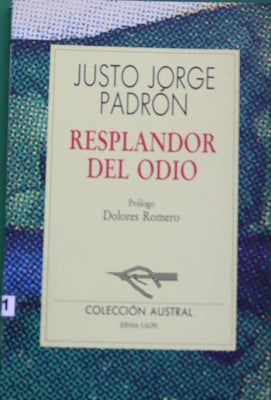 JUSTO JORGE
PADRÓN
RESPLANDOR
DEL ODIO
Prólogo
Dolores Romero
COLECCIÓN AUSTRAL
ESPASA CALPE
1